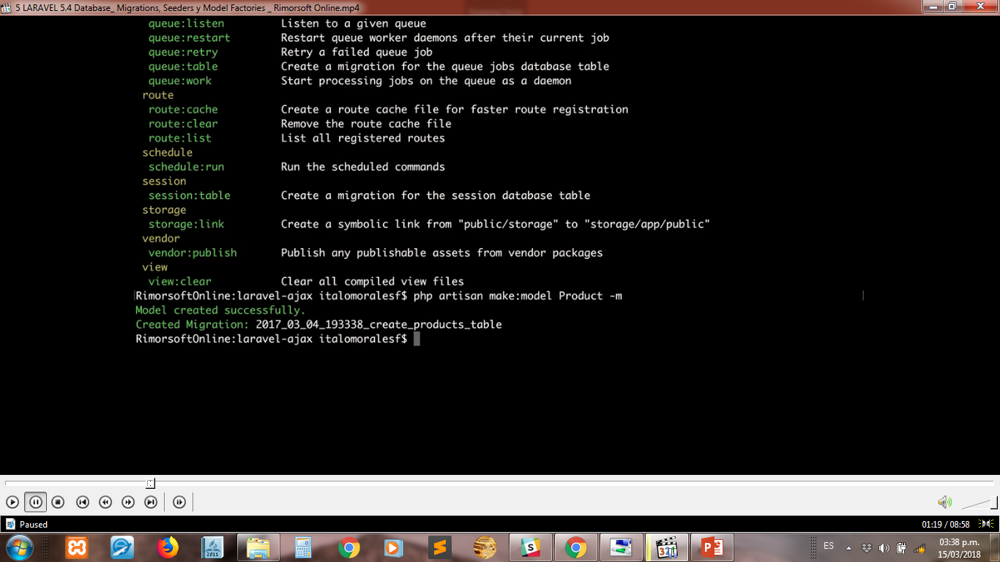 5 LARAVEL 5.4 Database_ Migrations, Seeders y Model Factories _ Rimorsoft Online.mp4
queue:listen Listen to a given queue
queue:restart Restart queue worker daemons after their current job
queue:retry Retry a failed queue job
queue:table Create a migration for the queue jobs database table
queue:work Start processing jobs on the queue as a daemon
route
route:cache Create a route cache file for faster route registration
route:clear Remove the route cache file
route:list List all registered routes
schedule
schedule:run Run the scheduled commands
session
session:table Create a migration for the session database table
storage
storage:link Create a symbolic link from "public/storage" to "storage/app/public"
vendor
vendor:publish Publish any publishable assets from vendor packages
view
view:clear Clear all compiled view files
RimorsoftOnline:laravel-ajax italomoralesf$ php artisan make:model Product -m
Model created successfully.
Created Migration: 2017_03_04_193338_create_products_table
RimorsoftOnline:laravel-ajax italomoralesf$
Paused
01:19 / 08:58
2011
S
321
P
ES
03:38 p.m.
15/03/2018